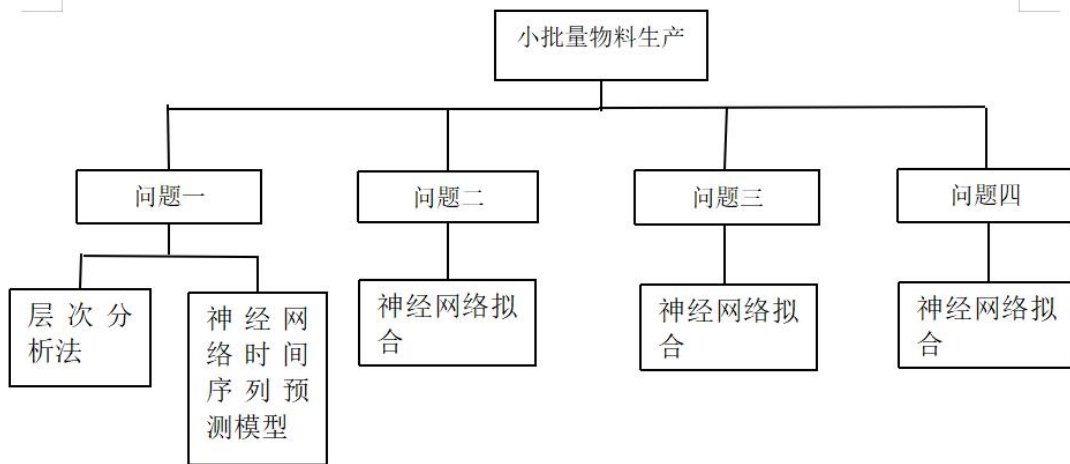 小批量物料生产
问题一
问题二
问题三
问题四
层次分
析法
神经网
络时间
序列预
测模型
神经网络拟
合
神经网络拟
合
神经网络拟
合